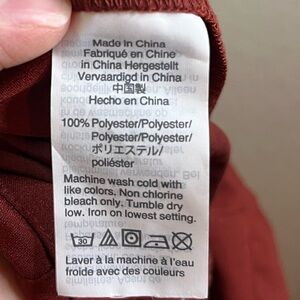 Made in China
Fabriqué en Chine
in China Hergestellt
Vervaardigd in China
中国製
Hecho en China
100% Polyester/Polyester/
Polyester/Polyester/
ポリエステル/
poliéster
Machine wash cold with
like colors. Non chlorine
bleach only. Tumble dry
low. Iron on lowest setting.
30
Laver à la machine à l'eau
froide avec des couleurs